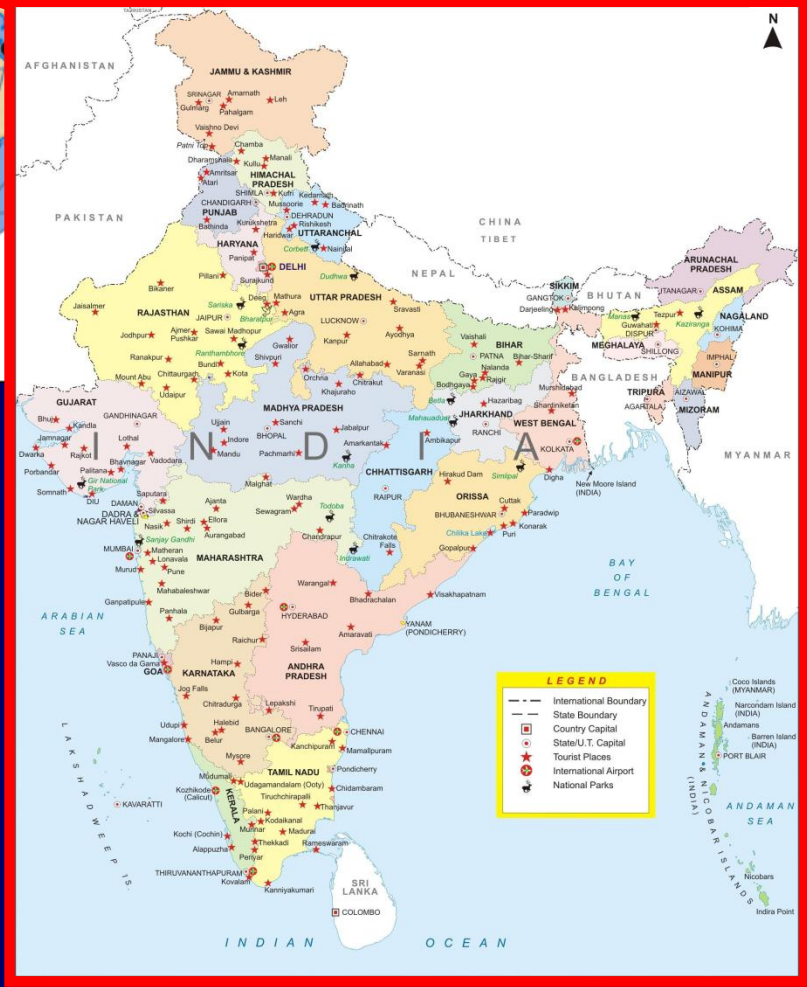 TAJIKISTAN
N
AFGHANISTAN
JAMMU & KASHMIR
SRINAGAR
Amarnath
Leh
Gulmarg
Pahalgam
Vaishno Devi
Patni Top
Chamba
Dharamshala
Manali
Kullu
Amritsar
Atari
HIMACHAL
PRADESH
SHIMLA
Kufri
Kedarnath
Badrinath
CHANDIGARH
Mussoorie
PUNJAB
DEHRADUN
Rishikesh
PAKISTAN
Bathinda
Kurukshetra
Haridwar
UTTARANCHAL
CHINA
TIBET
HARYANA
Panipat
Corbett
Nainital
DELHI
Pillani
Surajkund
Dudhwa
NEPAL
ARUNACHAL
PRADESH
SIKKIM
GANGTOK
BHUTAN
ITANAGAR
ASSAM
Bikaner
Jaisalmer
Sariska
Deeg
Mathura
UTTAR PRADESH
Sravasti
Darjeeling
Kalimpong
Manas
Tezpur
NAGALAND
RAJASTHAN
Bharatpur
Agra
LUCKNOW
Guwahati
Kaziranga
DISPUR
KOHIMA
JAIPUR
Jodhpur
Ajmer
Pushkar
Sawai Madhopur
Kanpur
Ayodhya
BIHAR
MEGHALAYA
SHILLONG
IMPHAL
Gwalior
Vaishali
PATNA
Ranakpur
Ranthambhore
Bundi
Shivpuri
Allahabad
Sarnath
Varanasi
Nalanda
Bihar-Sharif
MANIPUR
Mount Abu
Chittaurgarh
Kota
Orchria
Chitrakut
Gaya
Rajgir
Bodhgaya
BANGLADESH
Udaipur
Khajuraho
Betla
Hazaribag
Murshidabad
TRIPURA
AIZAWAL
GUJARAT
GANDHINAGAR
MADHYA PRADESH
Mahauaduar
JHARKHAND
Shantiniketan
AGARTALA
MIZORAM
Bhuj
Kandla
Ujjain
Sanchi
Jabalpur
RANCHI
WEST BENGAL
Jamnagar
Lothal
Indore
BHOPAL
Amarkantak
Ambikapur
KOLKATA
I N D I A
Dwarka
Rajkot
Bhavnagar
Mandu
Pachmarhi
Kanha
CHHATTISGARH
MYANMAR
Porbandar
Palitana
Vadodara
Simlipal
Digha
Gir National
Park
Malghat
Hirakud Dam
New Moore Island
(INDIA)
Somnath
DIU
Saputara
RAIPUR
ORISSA
DAMAN
Silvassa
Ajanta
Wardha
Todoba
Cuttak
DADRA &
NAGAR HAVELI
Sewagram
BHUBANESHWAR
Paradwip
Nasik
Shirdi
Ellora
Aurangabad
Chandrapur
Chitrakote
Falls
Chilika Lake
Konarak
Puri
Sanjay Gandhi
Gopalpur
MUMBAI
Matheran
MAHARASHTRA
Indrawati
Lonavala
Murud
Pune
BAY
OF
BENGAL
Mahabaleshwar
Warangal
ARABIAN
SEA
Ganpatipule
Bider
Bhadrachalan
Visakhapatnam
Panhala
Gulbarga
HYDERABAD
Bijapur
Amaravati
YANAM
(PONDICHERRY)
Raichur
Srisailam
PANAJI
Vasco da Gama
GOA
Hampi
KARNATAKA
ANDHRA
PRADESH
Jog Falls
Chitradurga
Lepakshi
Tirupati
Udupi
Halebid
BANGALORE
CHENNAI
Mangalore
Belur
Kanchipuram
Mamallpuram
Mysore
Pondicherry
Mudumali
TAMIL NADU
Udagamandalam (Ooty)
Chidambaram
Kozhikode
(Calicut)
KERALA
Tiruchchirapalli
KAVARATTI
Palani
Thanjavur
Kodaikanal
Munnar
Kochi (Cochin)
Madurai
Thekkadi
Alappuzha
Periyar
Rameswaram
THIRUVANANTHAPURAM
Kovalam
Kanniyakumari
SRI
LANKA
COLOMBO
LAKSHADWEEP IS.
INDIAN OCEAN
LEGEND
International Boundary
State Boundary
Country Capital
State/U.T. Capital
Tourist Places
International Airport
National Parks
Coco Islands
(MYANMAR)
Narcondam Island
(INDIA)
Andamans
Barren Island
(INDIA)
PORT BLAIR
ANDAMAN & NICOBAR ISLANDS
(INDIA)
ANDAMAN
SEA
Nicobars
Indira Point